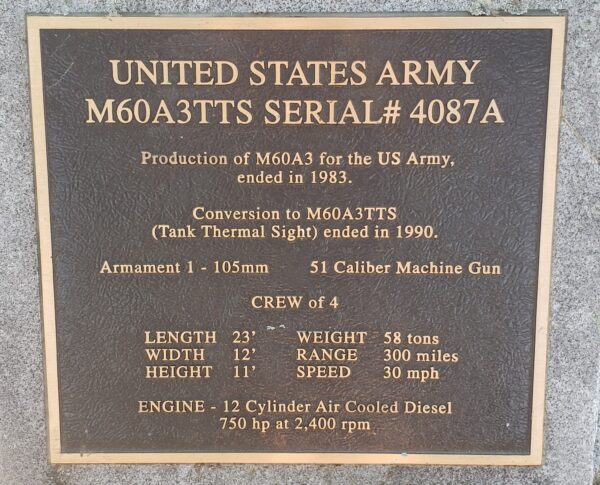 UNITED STATES ARMY
M60A3TTS SERIAL# 4087A
Production of M60A3 for the US Army,
ended in 1983.
Conversion to M60A3TTS
(Tank Thermal Sight) ended in 1990.
Armament 1 - 105mm 51 Caliber Machine Gun
CREW of 4
LENGTH 23' WEIGHT 58 tons
WIDTH 12' RANGE 300 miles
HEIGHT 11' SPEED 30 mph
ENGINE - 12 Cylinder Air Cooled Diesel
750 hp at 2,400 rpm